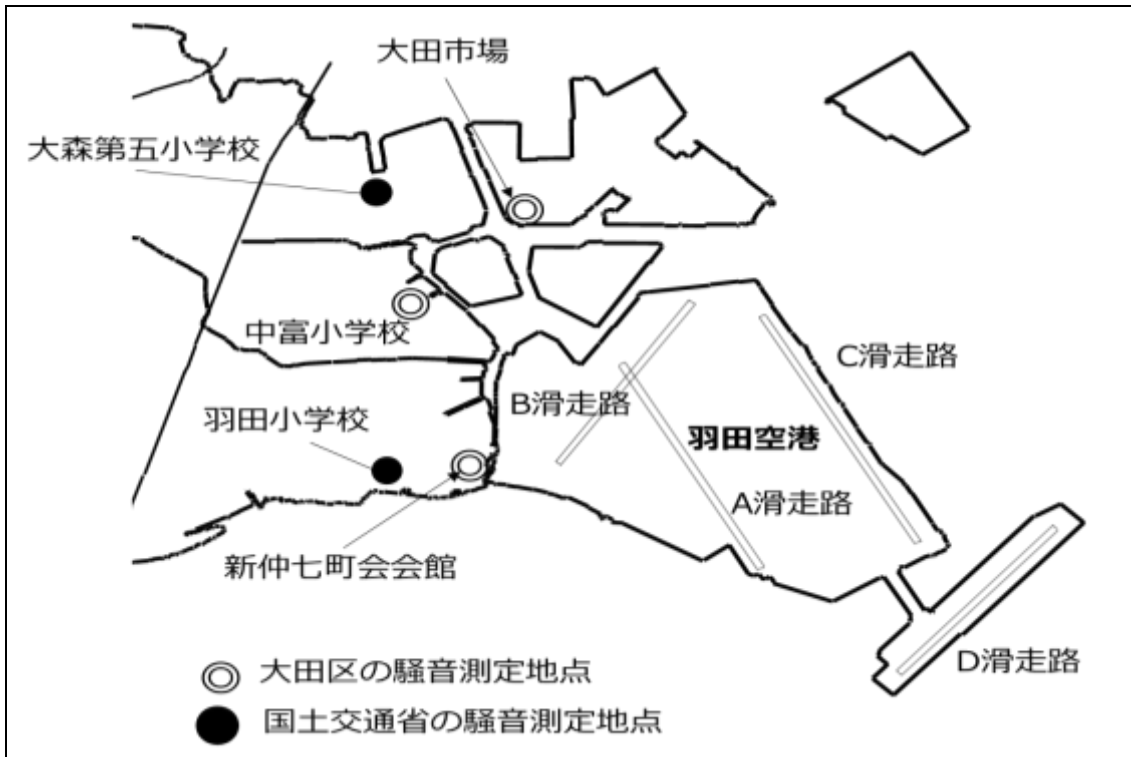 大田市場
大森第五小学校
中富小学校
C滑走路
B滑走路
羽田小学校
羽田空港
A滑走路
新仲七町会会館
D滑走路
大田区の騒音測定地点
国土交通省の騒音測定地点